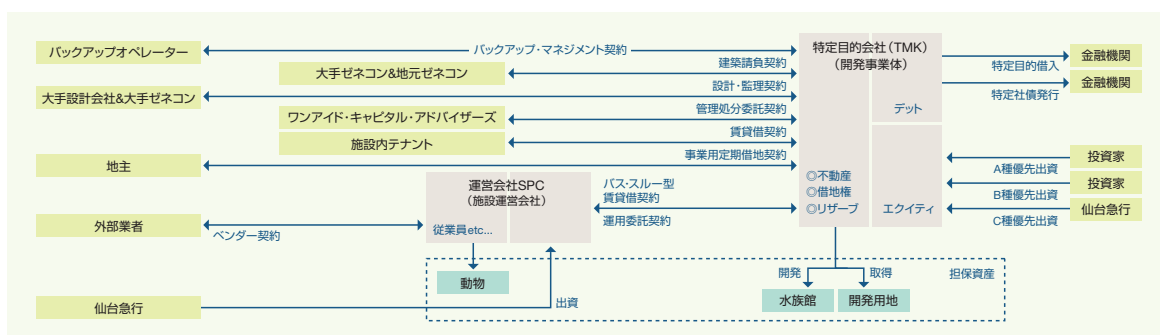 バックアップオペレーター
バックアップ・マネジメント契約
特定目的会社（TMK）
（開発事業体）
金融機関
特定目的借入
大手ゼネコン&地元ゼネコン
建築請負契約
金融機関
特定社債発行
大手設計会社&大手ゼネコン
設計・監理契約
デット
ワンアイド・キャピタル・アドバイザーズ
管理処分委託契約
施設内テナント
賃貸借契約
地主
事業用定期借地契約
投資家
A種優先出資
運営会社SPC
（施設運営会社）
従業員etc...
パス・スルー型
賃貸借契約
運用委託契約
◎不動産
◎借地権
◎リザーブ
エクイティ
投資家
B種優先出資
仙台急行
C種優先出資
外部業者
ベンダー契約
動物
開発
取得
担保資産
水族館
開発用地
仙台急行
出資